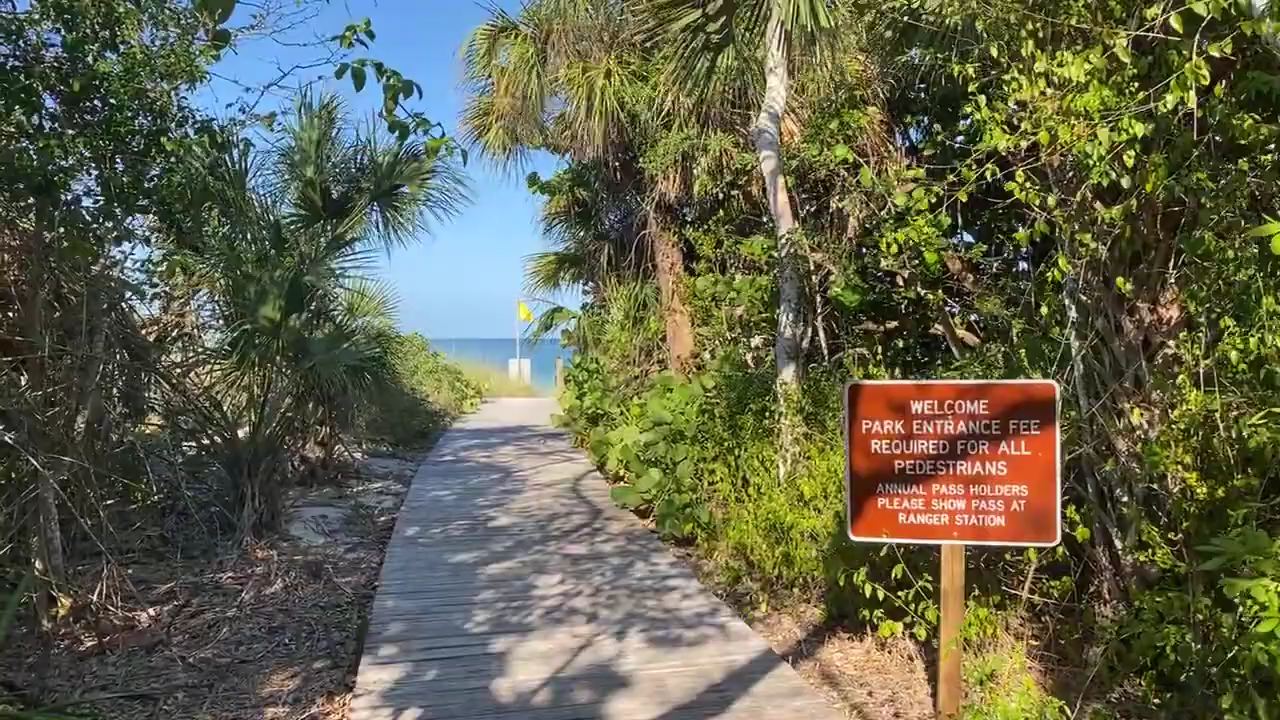 WELCOME
PARK ENTRANCE FEE
REQUIRED FOR ALL
PEDESTRIANS
ANNUAL PASS HOLDERS
PLEASE SHOW PASS AT
RANGER STATION